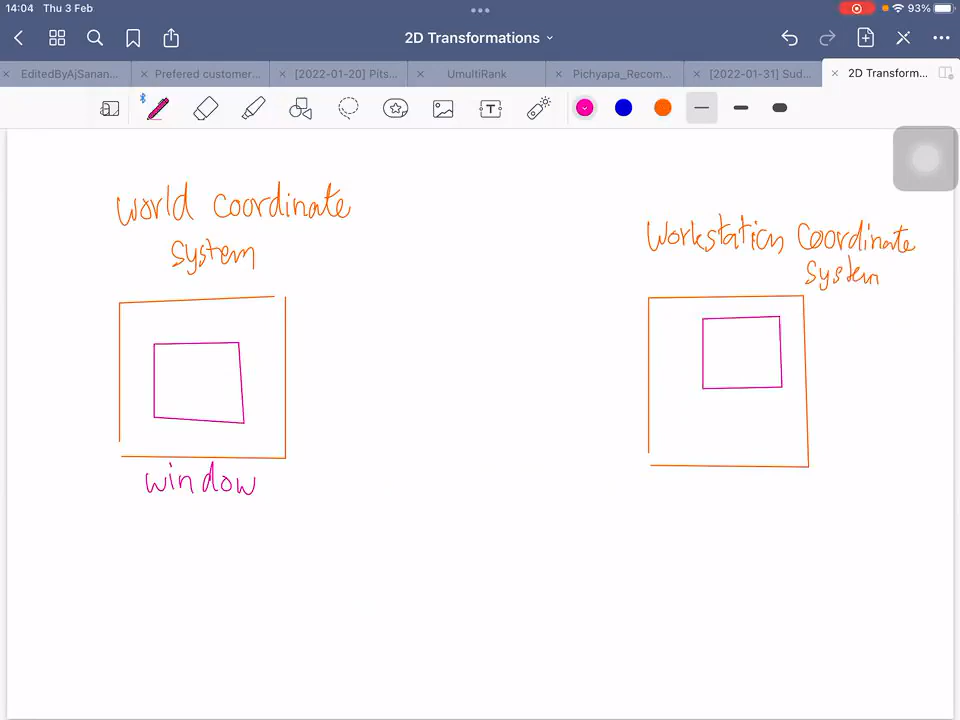 14:04 Thu 3 Feb
93%
2D Transformations
EditedByAjSanan...
Prefered customer...
[2022-01-20] Pits...
UmultiRank
Pichyapa_Recom...
[2022-01-31] Sud...
2D Transform...
T
World Coordinate
system
Workstation Coordinate
system
window